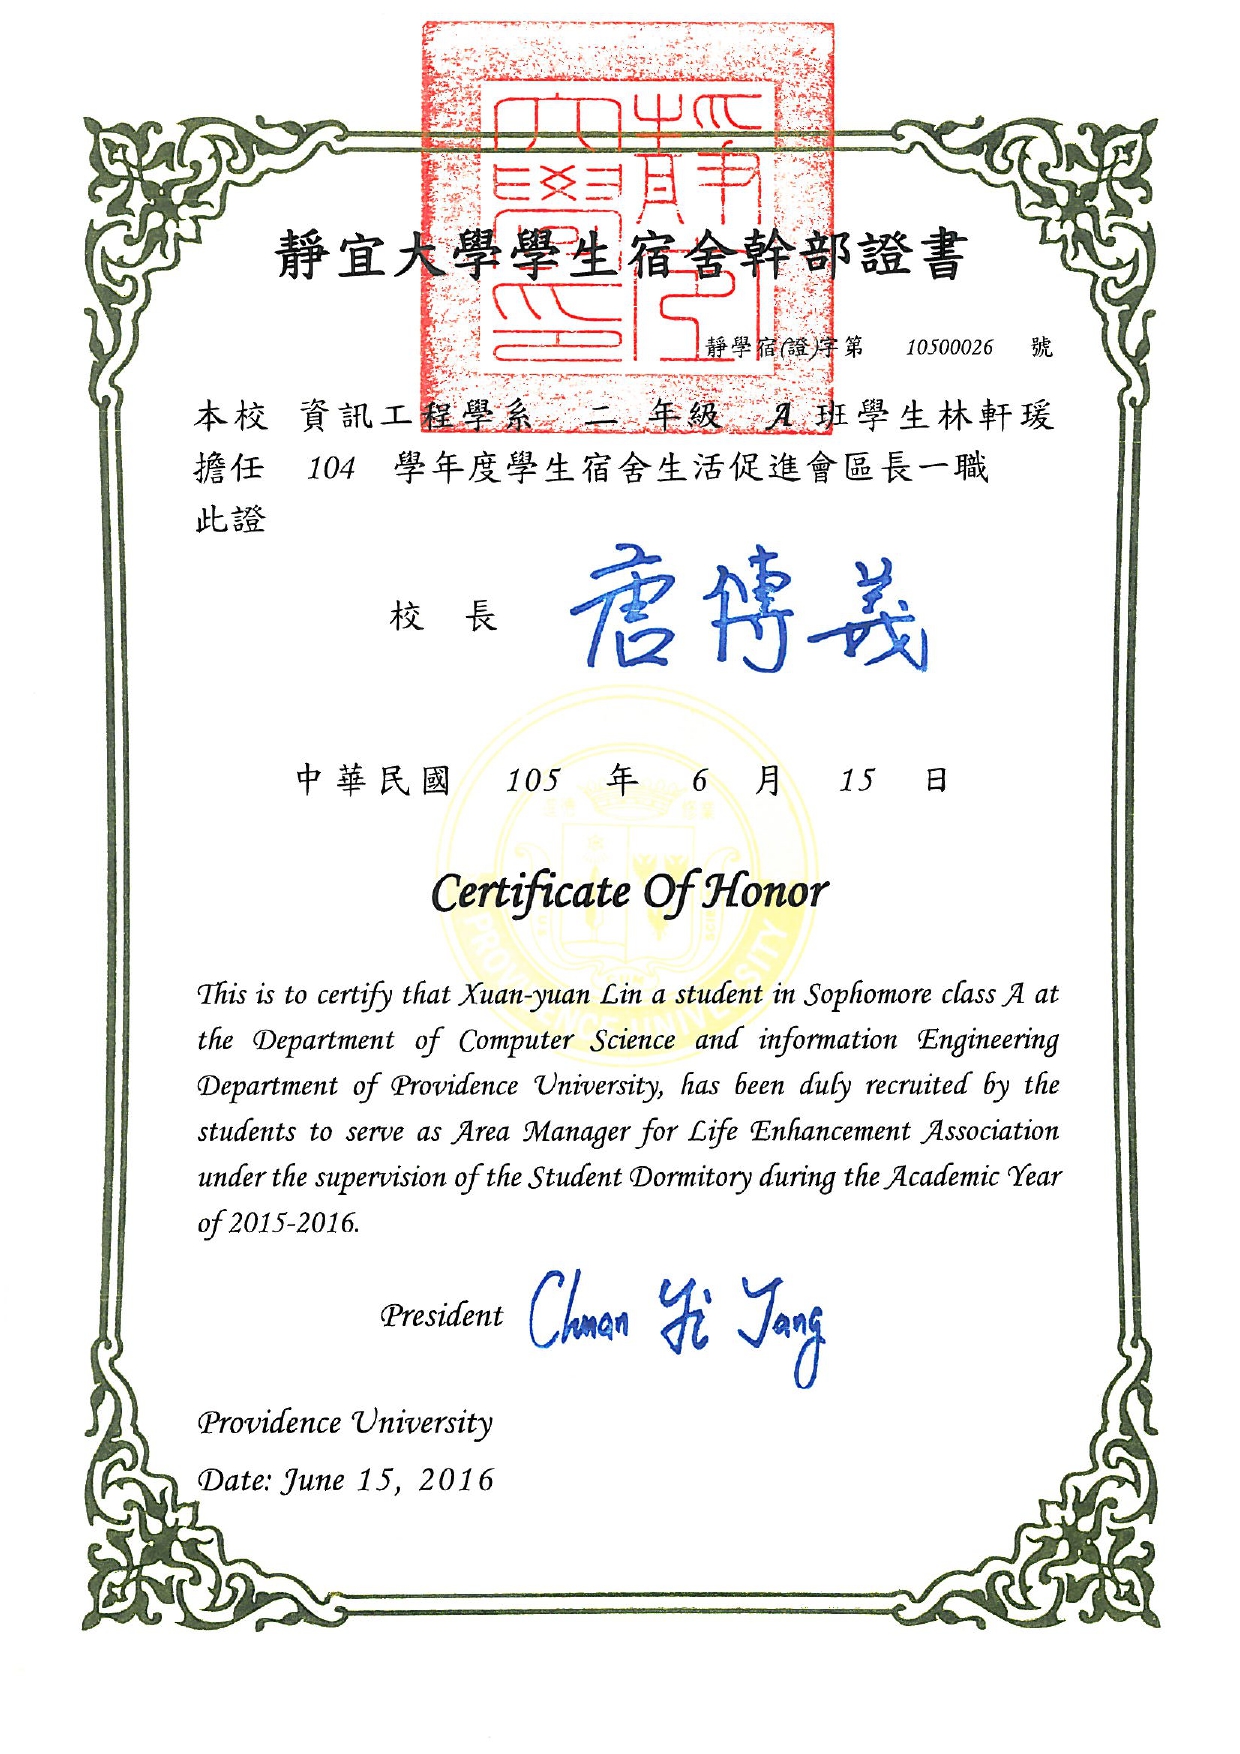 靜宜大學印
靜宜大學學生宿舍幹部證書
靜學宿(證)字第 10500026 號
本校 資訊工程學系 二 年級 A 班學生林軒瑗
擔任 104 學年度學生宿舍生活促進會區長一職
此證
校 長 唐傳義
中華民國 105 年 6 月 15 日
Certificate Of Honor
This is to certify that Xuan-yuan Lin a student in Sophomore class A at
the Department of Computer Science and information Engineering
Department of Providence University, has been duly recruited by the
students to serve as Area Manager for Life Enhancement Association
under the supervision of the Student Dormitory during the Academic Year
of 2015-2016.
PROVIDENCE UNIVERSITY
President Chuan Yi Tang
Providence University
Date: June 15, 2016